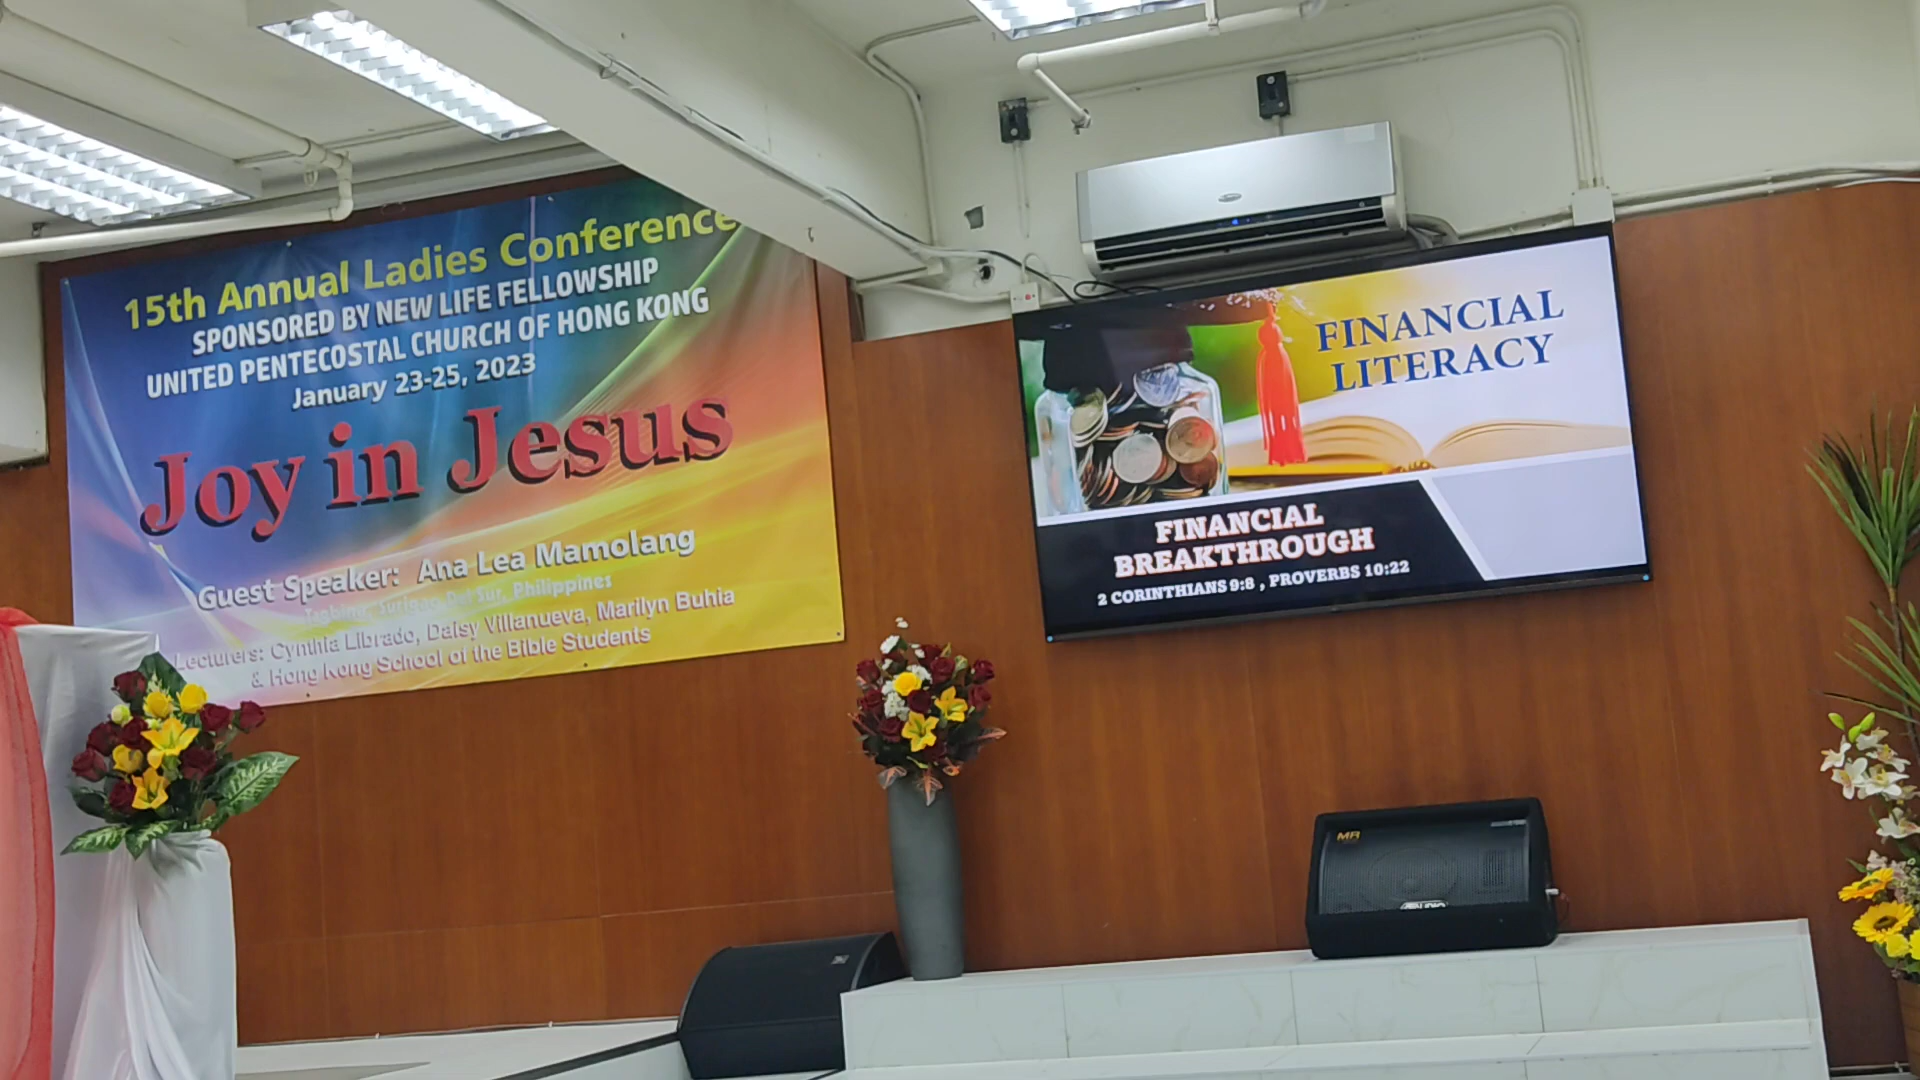 15th Annual Ladies Conference
SPONSORED BY NEW LIFE FELLOWSHIP
UNITED PENTECOSTAL CHURCH OF HONG KONG
January 23-25, 2023
Joy in Jesus
Guest Speaker: Ana Lea Mamolang
Surigao Del Sur, Philippines
Lecturers: Cynthia Librado, Daisy Villanueva, Marilyn Buhia
& Hong Kong School of the Bible Students
FINANCIAL
LITERACY
FINANCIAL
BREAKTHROUGH
2 CORINTHIANS 9:8 , PROVERBS 10:22
MR